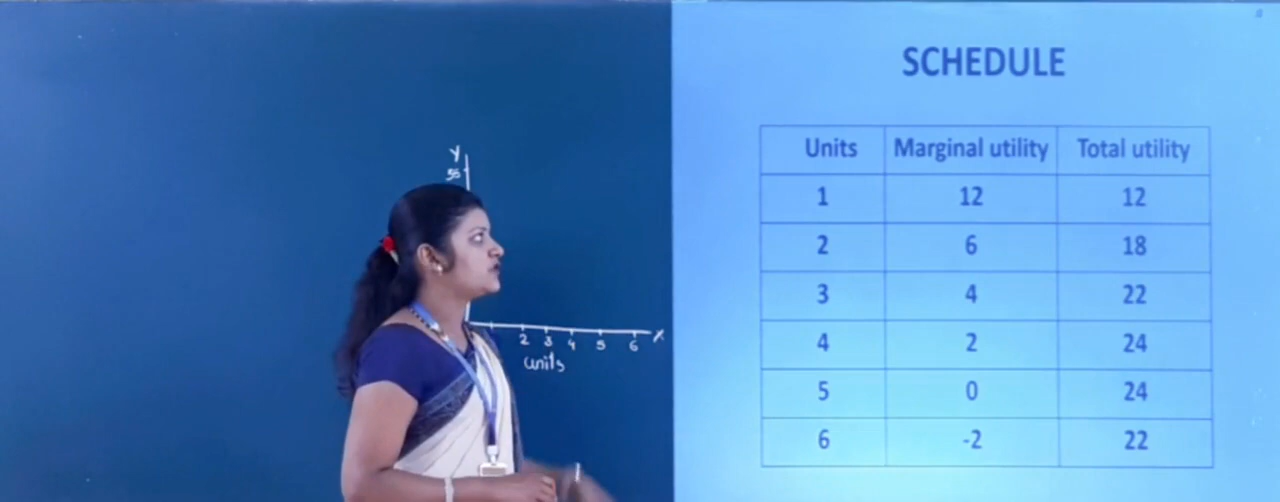 Y
55
2 3 4 5 6 X
units
SCHEDULE
Units Marginal utility Total utility
1 12 12
2 6 18
3 4 22
4 2 24
5 0 24
6 -2 22